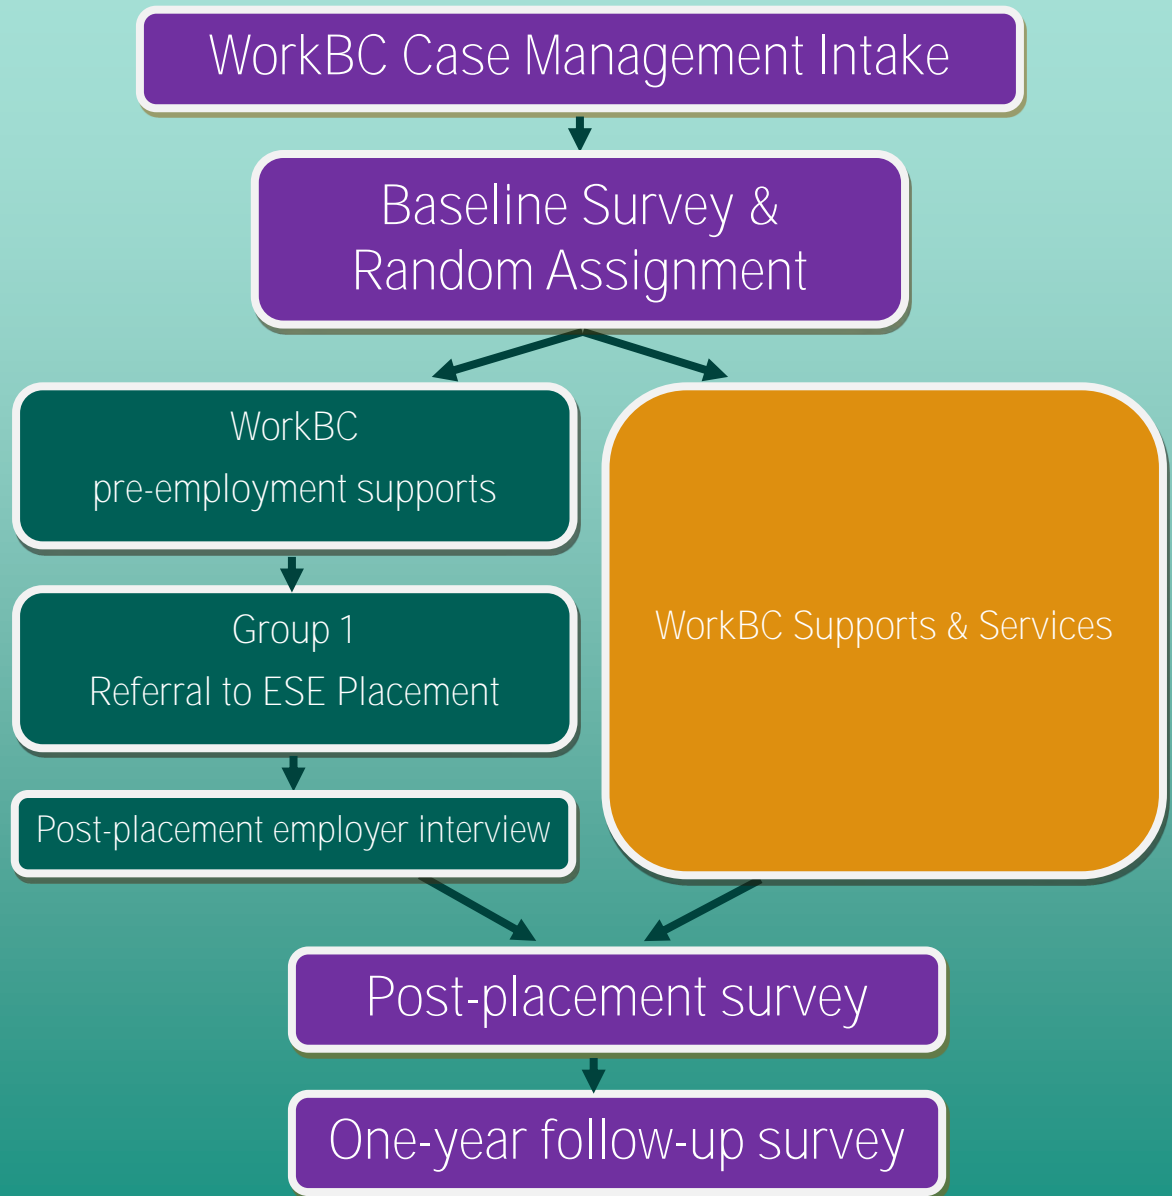 WorkBC Case Management Intake
Baseline Survey &
Random Assignment
WorkBC
pre-employment supports
Group 1
Referral to ESE Placement
Post-placement employer interview
WorkBC Supports & Services
Post-placement survey
One-year follow-up survey